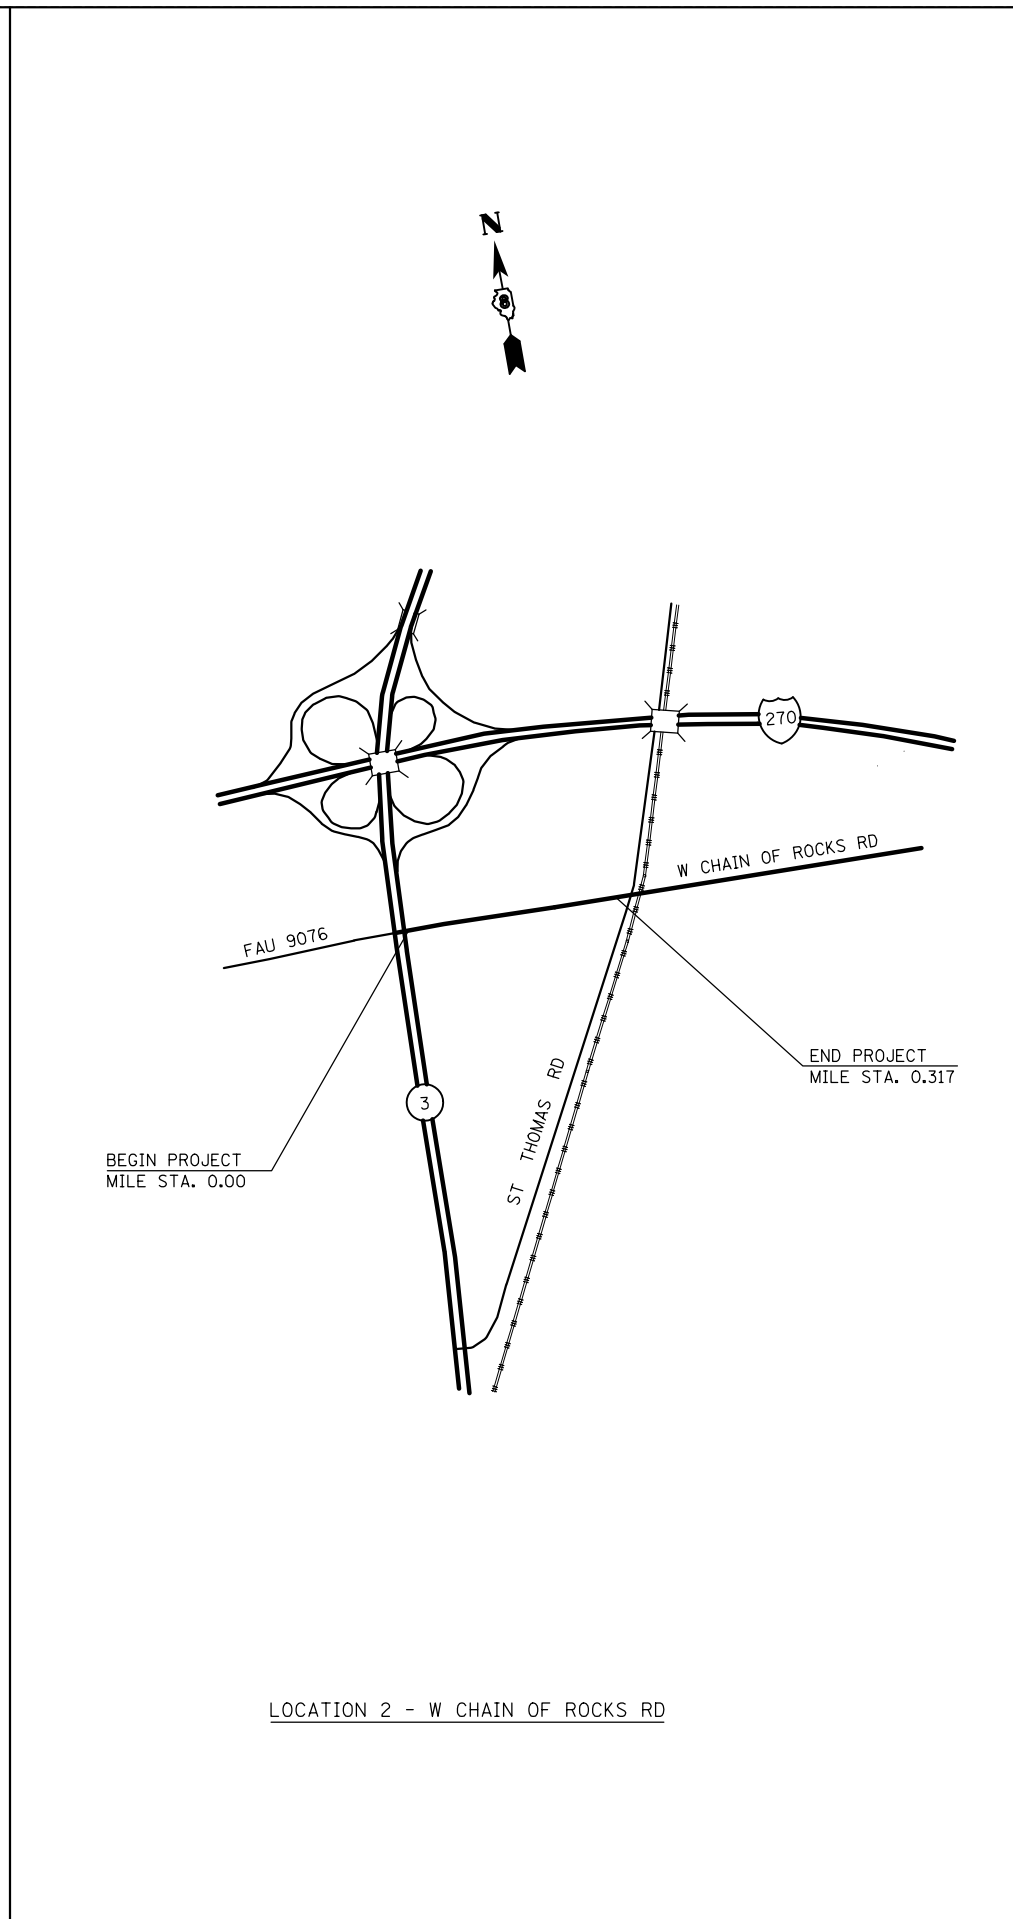 N
8
270
W CHAIN OF ROCKS RD
FAU 9076
END PROJECT
MILE STA. 0.317
ST THOMAS RD
3
BEGIN PROJECT
MILE STA. 0.00
LOCATION 2 - W CHAIN OF ROCKS RD